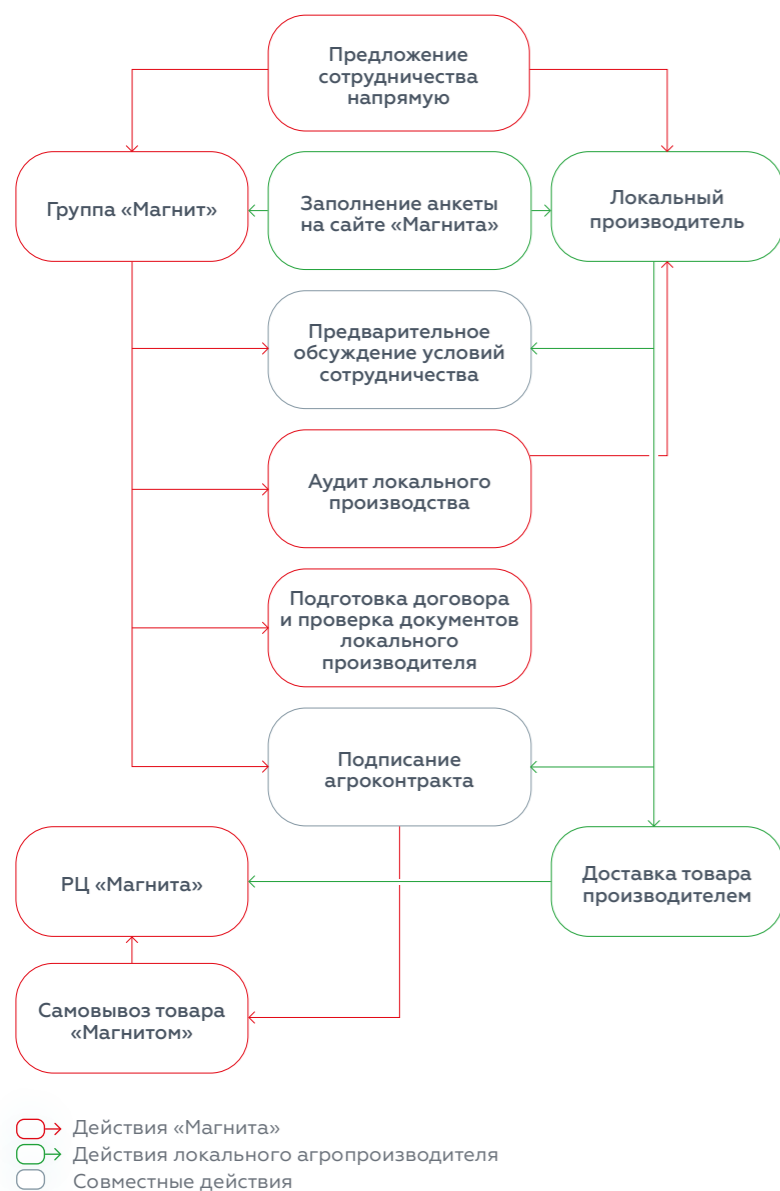 Предложение
сотрудничества
напрямую
Группа «Магнит»
Заполнение анкеты
на сайте «Магнита»
Локальный
производитель
Предварительное
обсуждение условий
сотрудничества
Аудит локального
производства
Подготовка договора
и проверка документов
локального
производителя
Подписание
агроконтракта
РЦ «Магнита»
Доставка товара
производителем
Самовывоз товара
«Магнитом»
Действия «Магнита»
Действия локального агропроизводителя
Совместные действия